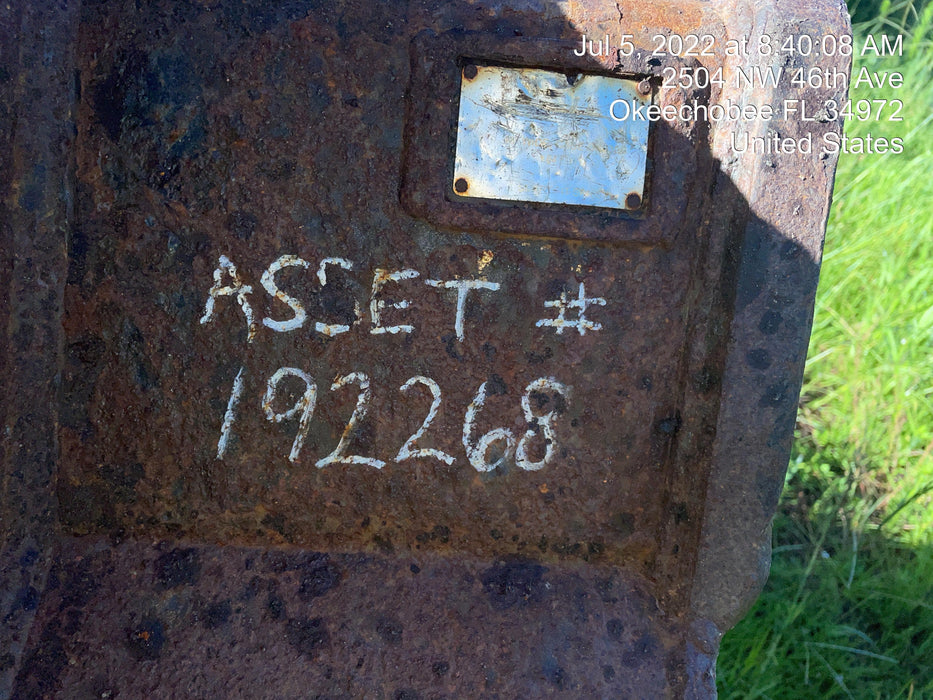 Jul 5, 2022 at 8:40:08 AM
2504 NW 46th Ave
Okeechobee FL 34972
United States
ASSET #
192268